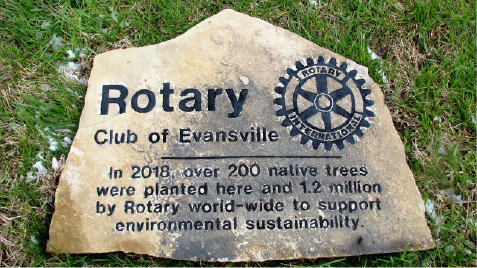 Rotary
Club of Evansville
ROTARY
INTERNATIONAL
In 2018, over 200 native trees
were planted here and 1.2 million
by Rotary world-wide to support
environmental sustainability.